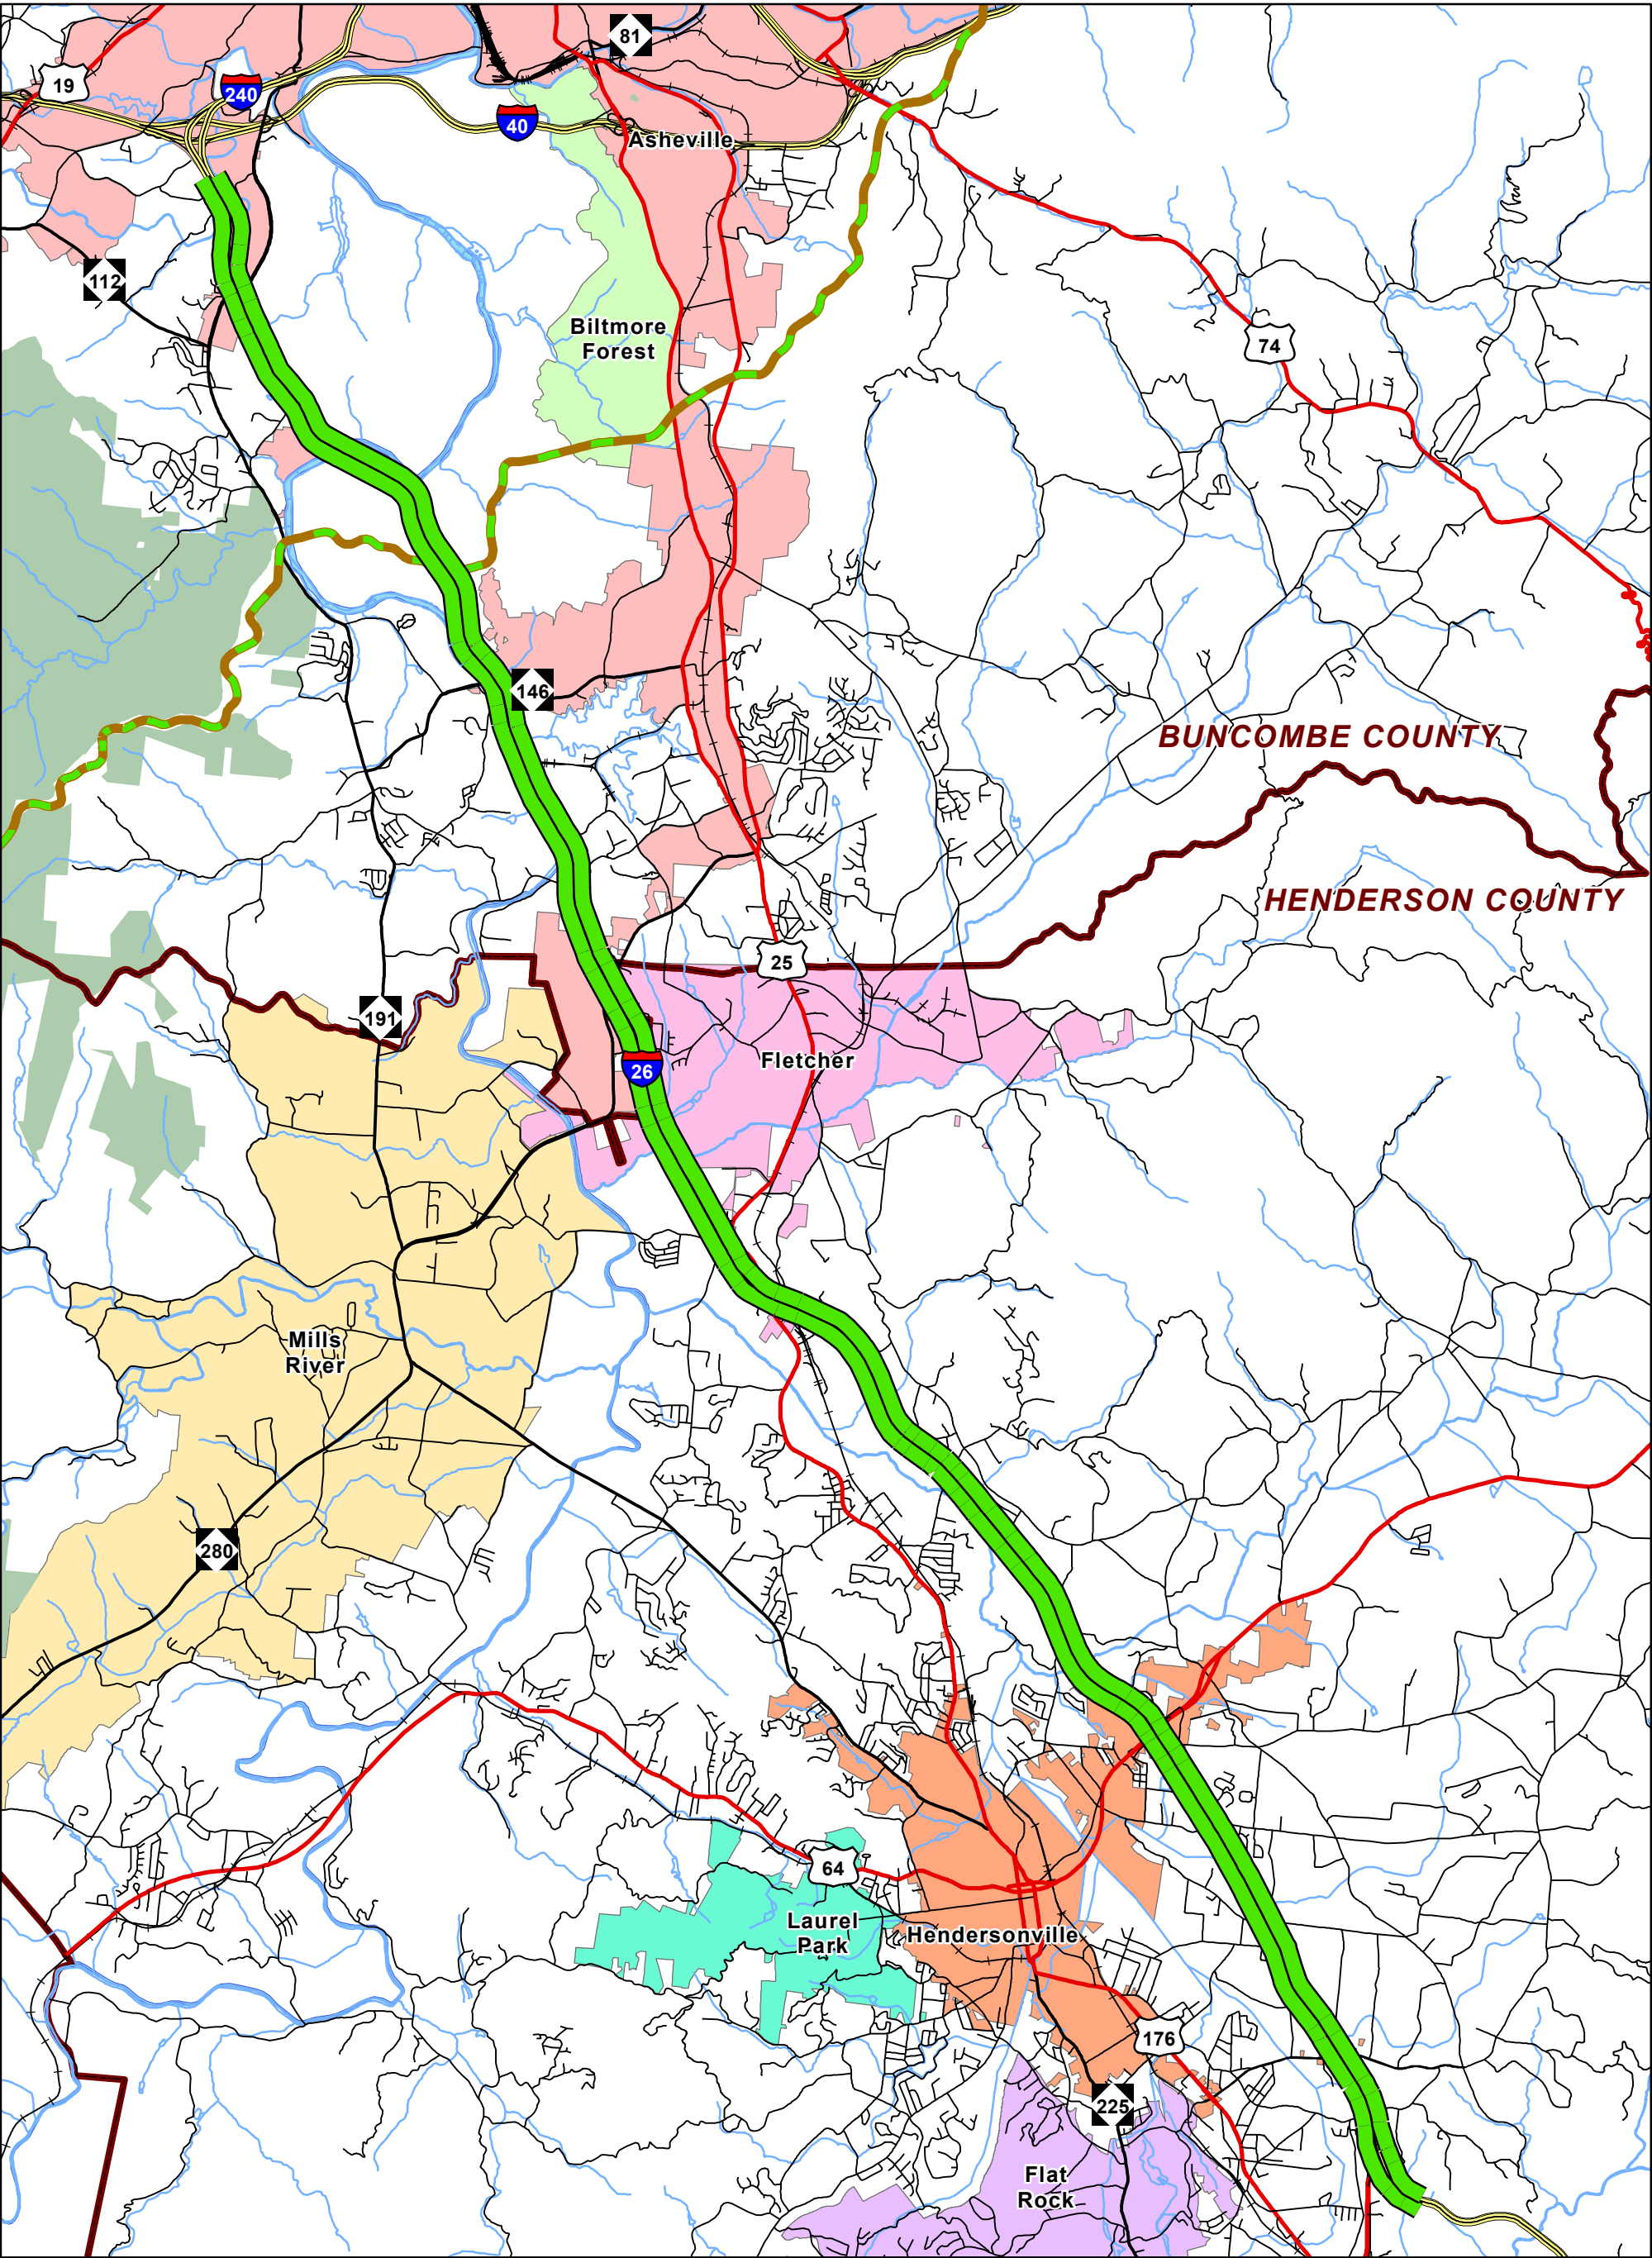 81
19
240
40
Asheville
112
Biltmore
Forest
74
146
BUNCOMBE COUNTY
HENDERSON COUNTY
25
191
Fletcher
26
Mills
River
280
64
Laurel
Park
Hendersonville
176
225
Flat
Rock